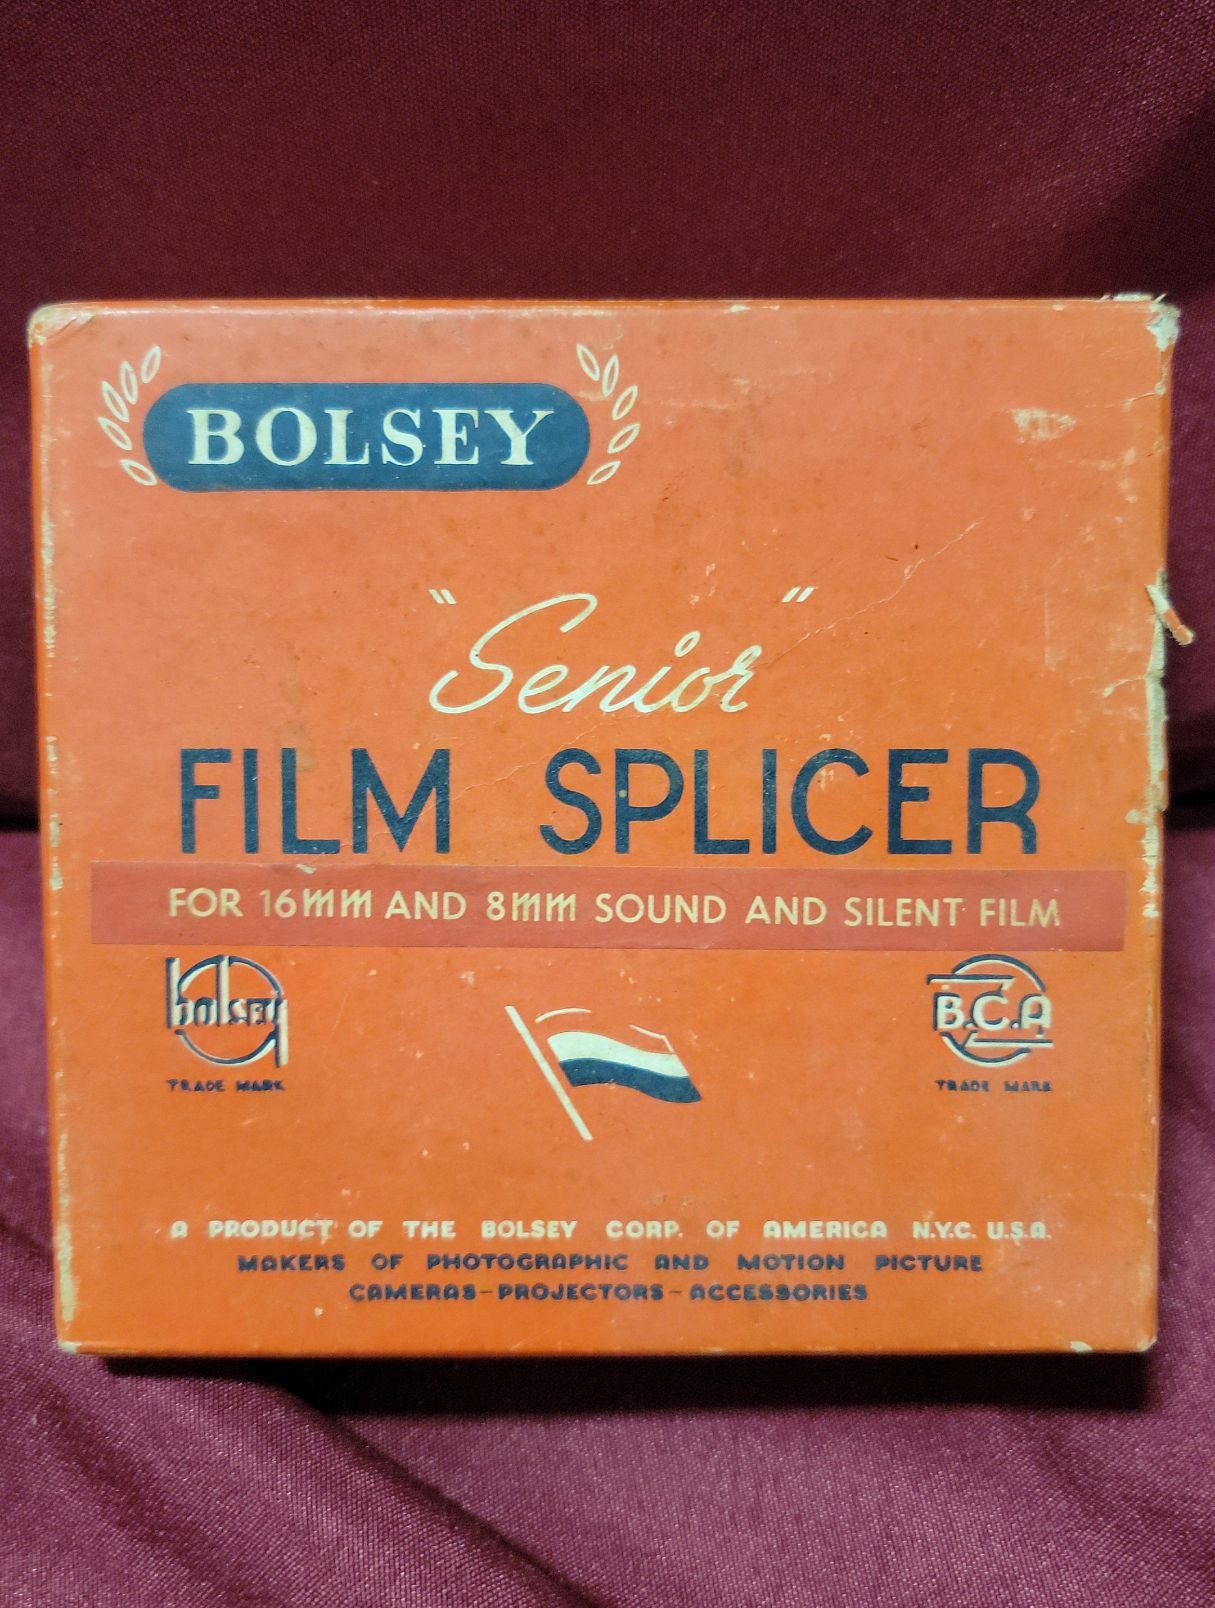 BOLSEY
"Senior"
FILM SPLICER
FOR 16mm AND 8mm SOUND AND SILENT FILM
bolsey
TRADE MARK
B.C.A
TRADE MARK
A PRODUCT OF THE BOLSEY CORP. OF AMERICA N.Y.C. U.S.A.
MAKERS OF PHOTOGRAPHIC AND MOTION PICTURE
CAMERAS-PROJECTORS-ACCESSORIES